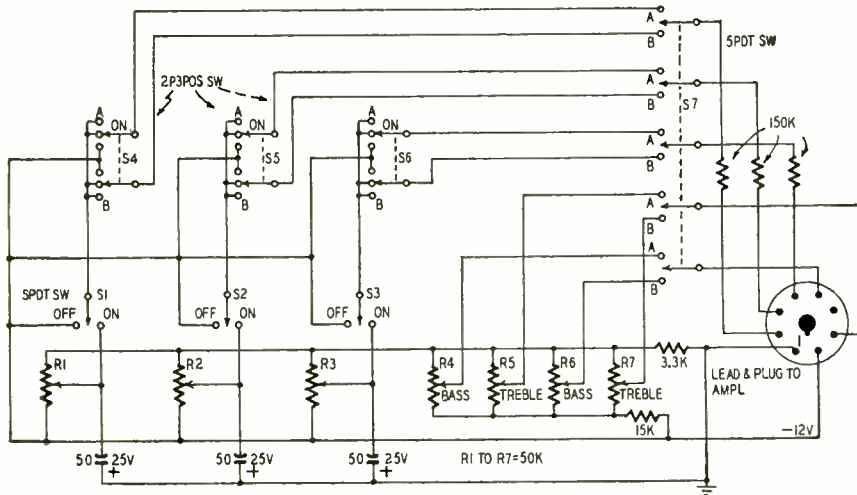 A
B
5PDT SW
2P3POS SW
A
B
S7
150K
A
ON
S4
B
A
ON
S5
B
A
ON
S6
B
A
B
A
B
A
B
SPDT SW
S1
OFF
ON
S2
OFF
ON
S3
OFF
ON
R1
R2
R3
R4
BASS
R5
TREBLE
R6
BASS
R7
TREBLE
3.3K
15K
LEAD & PLUG TO
AMPL
-12V
50 25V
+
50 25V
+
50 25V
+
R1 TO R7=50K